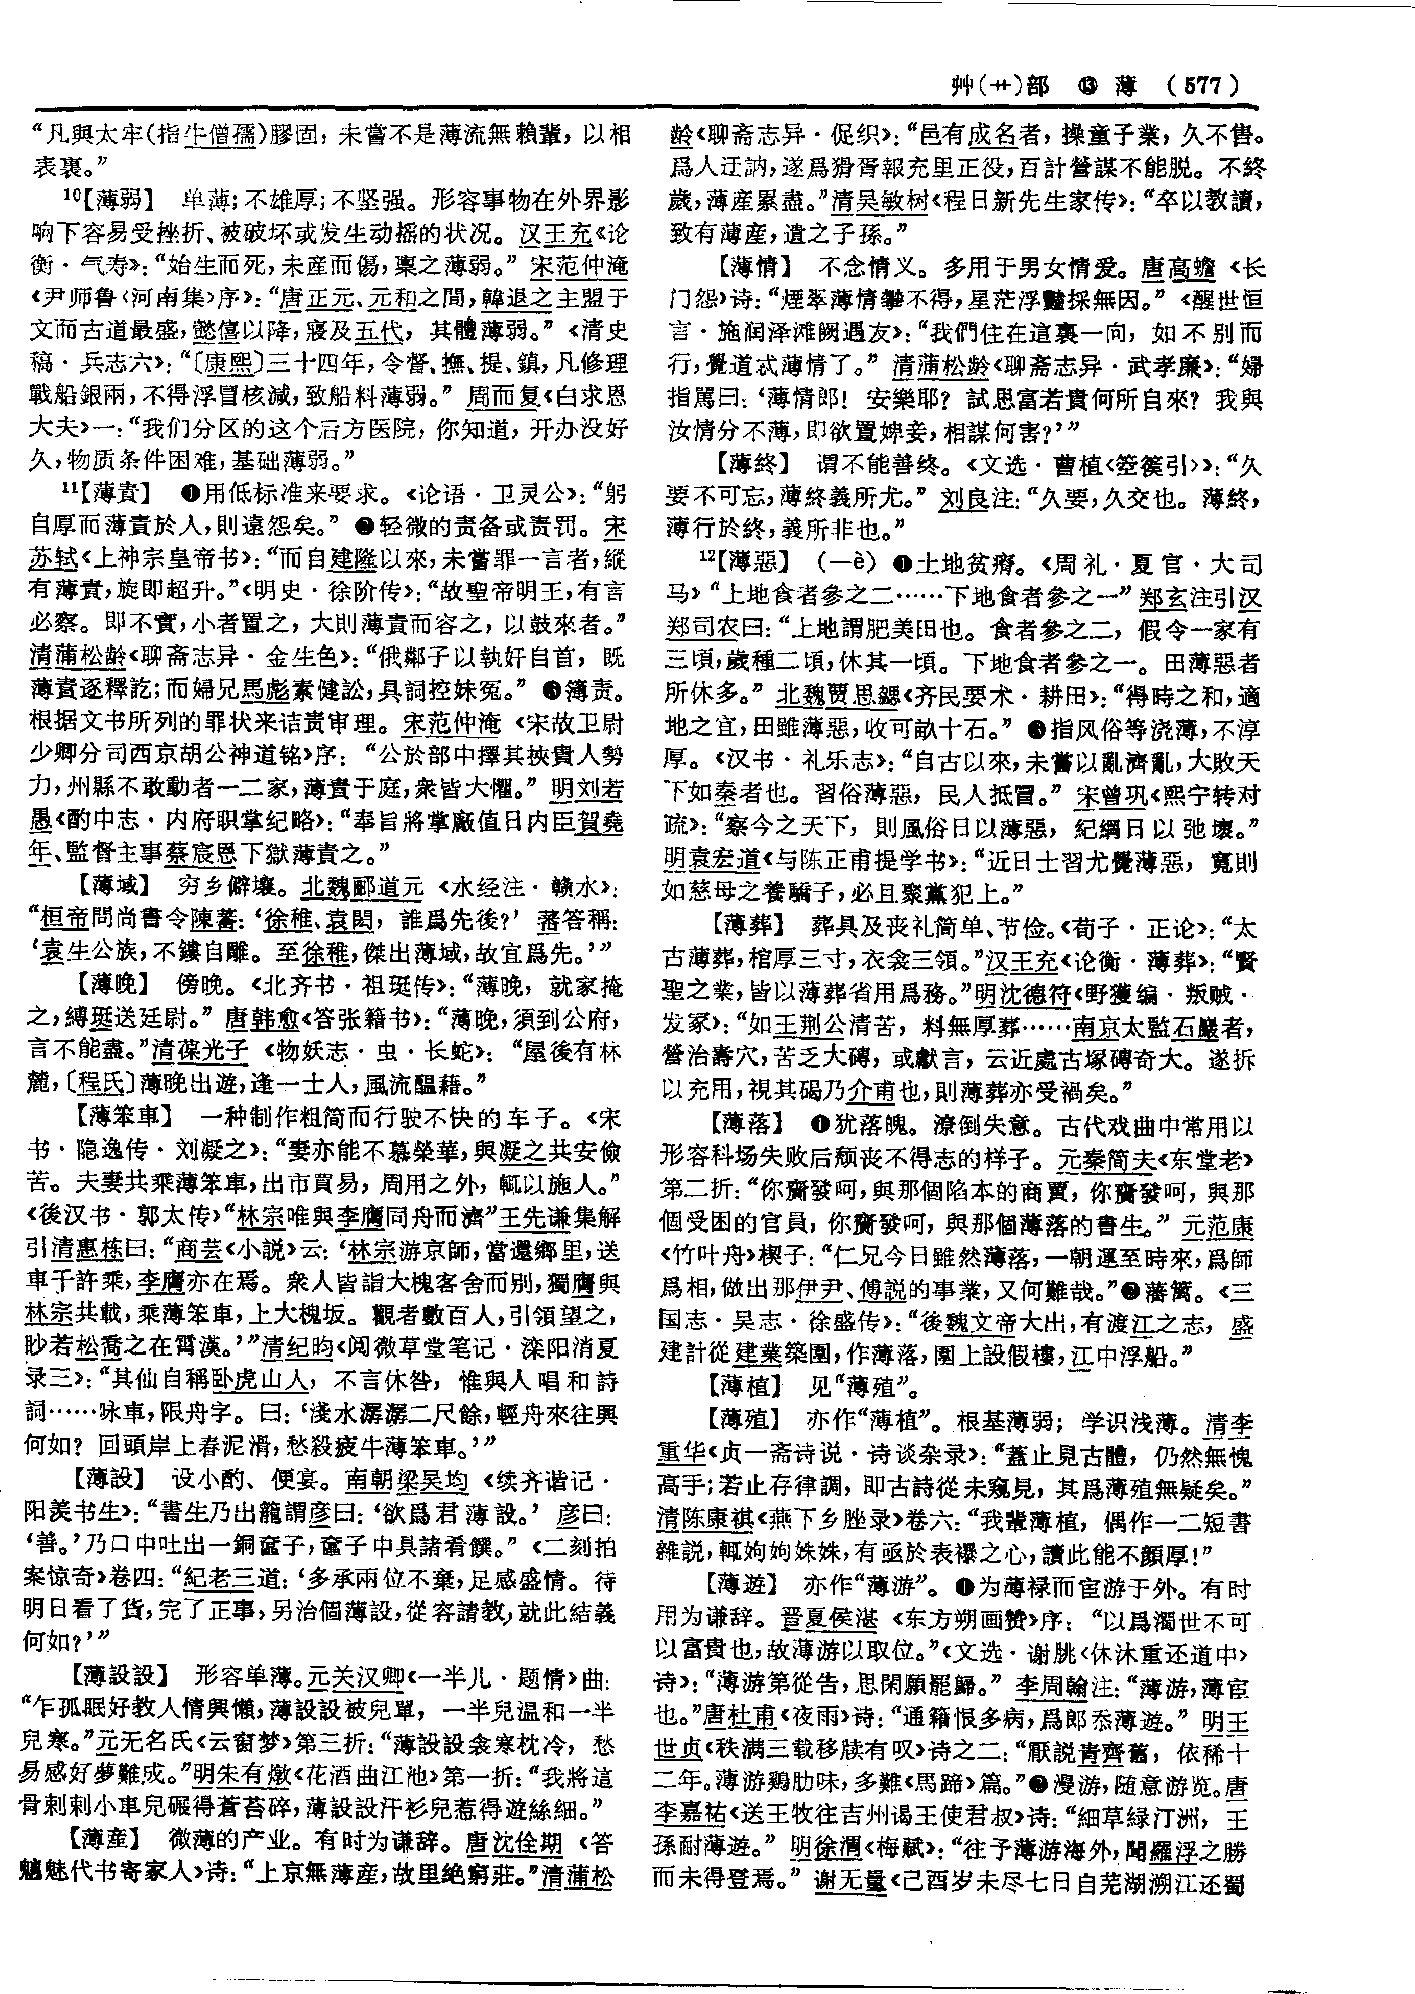 艸(艹)部 ⓭ 薄 (577)
“凡與太牢(指牛僧孺)膠固，未嘗不是薄流無賴輩，以相
表裏。”
10【薄弱】 单薄；不雄厚；不坚强。形容事物在外界影
响下容易受挫折、被破坏或发生动摇的状况。汉王充《论
衡·气寿》：“始生而死，未産而傷，稟之薄弱。”宋范仲淹
《尹师鲁〈河南集〉序》：“唐正元、元和之間，韓退之主盟于
文而古道最盛，懿僖以降，寖及五代，其體薄弱。”《清史
稿·兵志六》：“〔康熙〕三十四年，令督、撫、提、鎮，凡修理
戰船銀兩，不得浮冒核減，致船料薄弱。”周而复《白求恩
大夫》一：“我们分区的这个后方医院，你知道，开办没好
久，物质条件困难，基础薄弱。”
11【薄責】 ❶用低标准来要求。《论语·卫灵公》：“躬
自厚而薄責於人，則遠怨矣。”❷轻微的责备或责罚。宋
苏轼《上神宗皇帝书》：“而自建隆以來，未嘗罪一言者，縱
有薄責，旋即超升。”《明史·徐阶传》：“故聖帝明王，有言
必察。即不實，小者置之，大則薄責而容之，以鼓來者。”
清蒲松龄《聊斋志异·金生色》：“俄鄰子以執奸自首，既
薄責逐釋訖；而婦兄馬彪素健訟，具詞控妹冤。”❸簿责。
根据文书所列的罪状来诘责审理。宋范仲淹《宋故卫尉
少卿分司西京胡公神道铭》序：“公於部中擇其挾貴人勢
力，州縣不敢動者一二家，薄責于庭，衆皆大懼。”明刘若
愚《酌中志·内府职掌纪略》：“奉旨將掌廠值日内臣賀堯
年、監督主事蔡宸恩下獄薄責之。”
【薄域】 穷乡僻壤。北魏郦道元《水经注·赣水》：
“桓帝問尚書令陳蕃：‘徐稚、袁閎，誰爲先後？’蕃答稱：
‘袁生公族，不鏤自雕。至徐稚，傑出薄域，故宜爲先。’”
【薄晚】 傍晚。《北齐书·祖珽传》：“薄晚，就家掩
之，縛珽送廷尉。”唐韩愈《答张籍书》：“薄晚，須到公府，
言不能盡。”清葆光子《物妖志·虫·长蛇》：“屋後有林
麓，〔程氏〕薄晚出遊，逢一士人，風流醖藉。”
【薄笨車】 一种制作粗简而行驶不快的车子。《宋
书·隐逸传·刘凝之》：“妻亦能不慕榮華，與凝之共安儉
苦。夫妻共乘薄笨車，出市買易，周用之外，輒以施人。”
《後汉书·郭太传》“林宗唯與李膺同舟而濟”王先谦集解
引清惠栋曰：“商芸《小説》云：‘林宗游京師，當還鄉里，送
車千許乘，李膺亦在焉。衆人皆詣大槐客舍而别，獨膺與
林宗共載，乘薄笨車，上大槐坂。觀者數百人，引領望之，
眇若松喬之在霄漢。’”清纪昀《阅微草堂笔记·滦阳消夏
录三》：“其仙自稱卧虎山人，不言休咎，惟與人唱和詩
詞……咏車，限舟字。曰：‘淺水潺潺二尺餘，輕舟來往興
何如？回頭岸上春泥滑，愁殺疲牛薄笨車。’”
【薄設】 设小酌、便宴。南朝梁吴均《续齐谐记·
阳羡书生》：“書生乃出籠謂彦曰：‘欲爲君薄設。’彦曰：
‘善。’乃口中吐出一銅奩子，奩子中具諸肴饌。”《二刻拍
案惊奇》卷四：“紀老三道：‘多承兩位不棄，足感盛情。待
明日看了貨，完了正事，另治個薄設，從容請教，就此結義
何如？’”
【薄設設】 形容单薄。元关汉卿《一半儿·题情》曲：
“乍孤眠好教人情興懶，薄設設被兒單，一半兒温和一半
兒寒。”元无名氏《云窗梦》第三折：“薄設設衾寒枕冷，愁
易感好夢難成。”明朱有燉《花酒曲江池》第一折：“我將這
骨剌剌小車兒碾得蒼苔碎，薄設設汗衫兒惹得遊絲細。”
【薄産】 微薄的产业。有时为谦辞。唐沈佺期《答
魑魅代书寄家人》诗：“上京無薄産，故里絶窮莊。”清蒲松
龄《聊斋志异·促织》：“邑有成名者，操童子業，久不售。
爲人迂訥，遂爲猾胥報充里正役，百計營謀不能脱。不終
歲，薄産累盡。”清吴敏树《程日新先生家传》：“卒以教讀，
致有薄産，遺之子孫。”
【薄情】 不念情义。多用于男女情爱。唐高蟾《长
门怨》诗：“煙翠薄情攀不得，星茫浮豔採無因。”《醒世恒
言·施润泽滩阙遇友》：“我們住在這裏一向，如不别而
行，覺道忒薄情了。”清蒲松龄《聊斋志异·武孝廉》：“婦
指駡曰：‘薄情郎！安樂耶？試思富若貴何所自來？我與
汝情分不薄，即欲置婢妾，相謀何害？’”
【薄終】 谓不能善终。《文选·曹植〈箜篌引〉》：“久
要不可忘，薄終義所尤。”刘良注：“久要，久交也。薄終，
薄行於終，義所非也。”
12【薄惡】 (—è) ❶土地贫瘠。《周礼·夏官·大司
马》“上地食者參之二……下地食者參之一”郑玄注引汉
郑司农曰：“上地謂肥美田也。食者參之二，假令一家有
三頃，歲種二頃，休其一頃。下地食者參之一。田薄惡者
所休多。”北魏贾思勰《齐民要术·耕田》：“得時之和，適
地之宜，田雖薄惡，收可畝十石。”❷指风俗等浇薄，不淳
厚。《汉书·礼乐志》：“自古以來，未嘗以亂濟亂，大敗天
下如秦者也。習俗薄惡，民人抵冒。”宋曾巩《熙宁转对
疏》：“察今之天下，則風俗日以薄惡，紀綱日以弛壞。”
明袁宏道《与陈正甫提学书》：“近日士習尤覺薄惡，寬則
如慈母之養驕子，必且聚黨犯上。”
【薄葬】 葬具及丧礼简单、节俭。《荀子·正论》：“太
古薄葬，棺厚三寸，衣衾三領。”汉王充《论衡·薄葬》：“賢
聖之業，皆以薄葬省用爲務。”明沈德符《野獲编·叛贼·
发冢》：“如王荆公清苦，料無厚葬……南京太監石巖者，
營治壽穴，苦乏大磚，或獻言，云近處古塚磚奇大。遂拆
以充用，視其碣乃介甫也，則薄葬亦受禍矣。”
【薄落】 ❶犹落魄。潦倒失意。古代戏曲中常用以
形容科场失败后颓丧不得志的样子。元秦简夫《东堂老》
第二折：“你齎發呵，與那個陷本的商賈，你齎發呵，與那
個受困的官員，你齎發呵，與那個薄落的書生。”元范康
《竹叶舟》楔子：“仁兄今日雖然薄落，一朝運至時來，爲師
爲相，做出那伊尹、傅説的事業，又何難哉。”❷藩篱。《三
国志·吴志·徐盛传》：“後魏文帝大出，有渡江之志，盛
建計從建業築圍，作薄落，圍上設假樓，江中浮船。”
【薄植】 见“薄殖”。
【薄殖】 亦作“薄植”。根基薄弱；学识浅薄。清李
重华《贞一斋诗说·诗谈杂录》：“蓋止見古體，仍然無愧
高手；若止存律調，即古詩從未窺見，其爲薄殖無疑矣。”
清陈康祺《燕下乡脞录》卷六：“我輩薄植，偶作一二短書
雜説，輒姁姁姝姝，有亟於表襮之心，讀此能不顔厚！”
【薄遊】 亦作“薄游”。❶为薄禄而宦游于外。有时
用为谦辞。晋夏侯湛《东方朔画赞》序：“以爲濁世不可
以富貴也，故薄游以取位。”《文选·谢朓〈休沐重还道中〉
诗》：“薄游第從告，思閑願罷歸。”李周翰注：“薄游，薄宦
也。”唐杜甫《夜雨》诗：“通籍恨多病，爲郎忝薄遊。”明王
世贞《秩满三载移牍有叹》诗之二：“厭説青齊舊，依稀十
二年。薄游鷄肋味，多難《馬蹄》篇。”❷漫游，随意游览。唐
李嘉祐《送王牧往吉州谒王使君叔》诗：“細草緑汀洲，王
孫耐薄遊。”明徐渭《梅赋》：“往予薄游海外，聞羅浮之勝
而未得登焉。”谢无量《己酉岁未尽七日自芜湖溯江还蜀